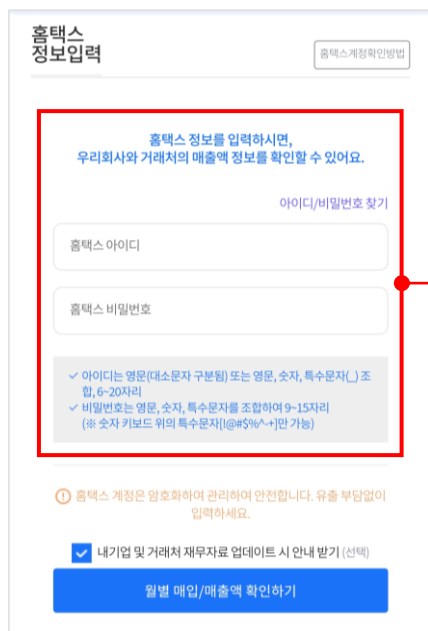 홈택스
정보입력
홈택스계정확인방법
홈택스 정보를 입력하시면,
우리회사와 거래처의 매출액 정보를 확인할 수 있어요.
아이디/비밀번호 찾기
홈택스 아이디
홈택스 비밀번호
✓ 아이디는 영문(대소문자 구분됨) 또는 영문, 숫자, 특수문자(_) 조
합, 6~20자리
✓ 비밀번호는 영문, 숫자, 특수문자를 조합하여 9~15자리
(※ 숫자 키보드 위의 특수문자[!@#$%^-+]만 가능)
홈택스 계정은 암호화하여 관리하여 안전합니다. 유출 부담없이
입력하세요.
내기업 및 거래처 재무자료 업데이트 시 안내 받기 (선택)
월별 매입/매출액 확인하기